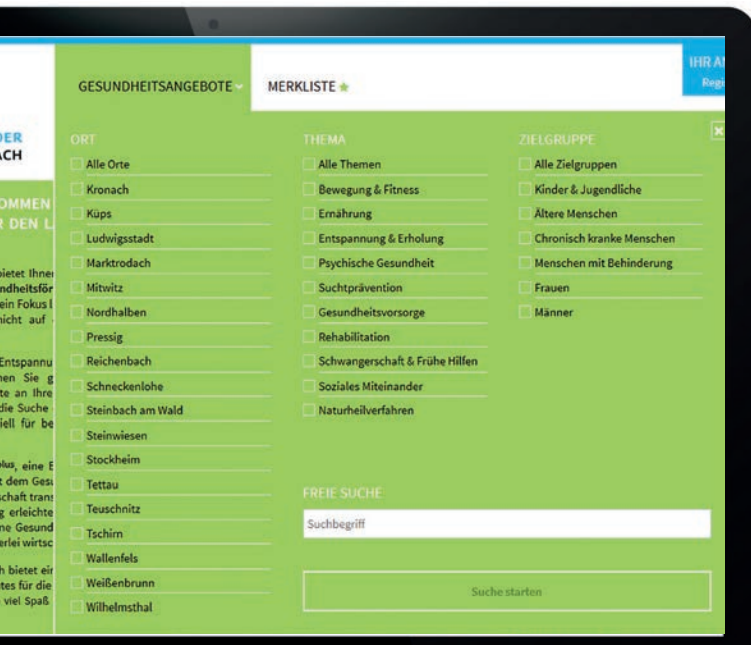 GESUNDHEITSANGEBOTE
MERKLISTE
IHR
ORT
Alle Orte
Kronach
Küps
Ludwigsstadt
Marktrodach
Mitwitz
Nordhalben
Pressig
Reichenbach
Schneckenlohe
Steinbach am Wald
Steinwiesen
Stockheim
Tettau
Teuschnitz
Tschirn
Wallenfels
Weißenbrunn
Wilhelmsthal
THEMA
Alle Themen
Bewegung & Fitness
Ernährung
Entspannung & Erholung
Psychische Gesundheit
Suchtprävention
Gesundheitsvorsorge
Rehabilitation
Schwangerschaft & Frühe Hilfen
Soziales Miteinander
Naturheilverfahren
ZIELGRUPPE
Alle Zielgruppen
Kinder & Jugendliche
Ältere Menschen
Chronisch kranke Menschen
Menschen mit Behinderung
Frauen
Männer
FREIE SUCHE
Suchbegriff
Suche starten